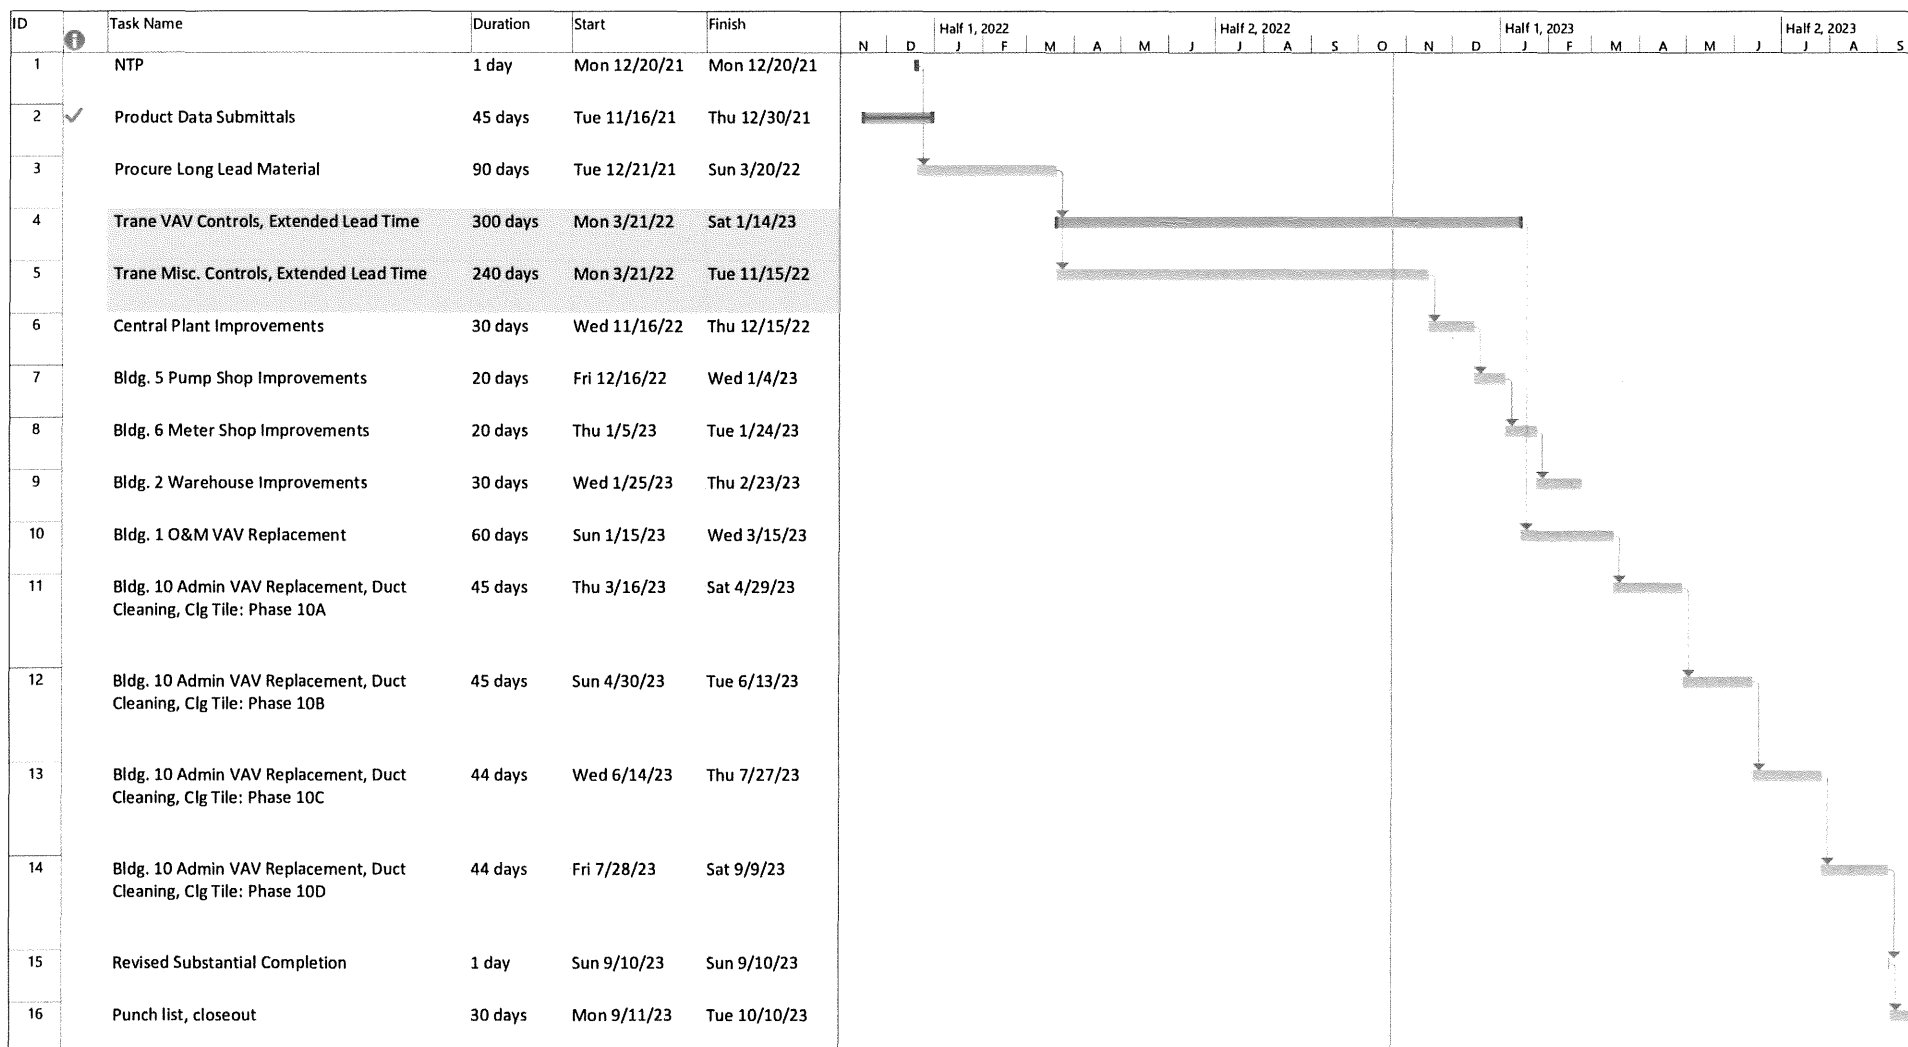 ID Task Name Duration Start Finish
Half 1, 2022 Half 2, 2022 Half 1, 2023 Half 2, 2023
N D J F M A M J J A S O N D J F M A M J J A S
1 NTP 1 day Mon 12/20/21 Mon 12/20/21
2 Product Data Submittals 45 days Tue 11/16/21 Thu 12/30/21
3 Procure Long Lead Material 90 days Tue 12/21/21 Sun 3/20/22
4 Trane VAV Controls, Extended Lead Time 300 days Mon 3/21/22 Sat 1/14/23
5 Trane Misc. Controls, Extended Lead Time 240 days Mon 3/21/22 Tue 11/15/22
6 Central Plant Improvements 30 days Wed 11/16/22 Thu 12/15/22
7 Bldg. 5 Pump Shop Improvements 20 days Fri 12/16/22 Wed 1/4/23
8 Bldg. 6 Meter Shop Improvements 20 days Thu 1/5/23 Tue 1/24/23
9 Bldg. 2 Warehouse Improvements 30 days Wed 1/25/23 Thu 2/23/23
10 Bldg. 1 O&M VAV Replacement 60 days Sun 1/15/23 Wed 3/15/23
11 Bldg. 10 Admin VAV Replacement, Duct 45 days Thu 3/16/23 Sat 4/29/23
Cleaning, Clg Tile: Phase 10A
12 Bldg. 10 Admin VAV Replacement, Duct 45 days Sun 4/30/23 Tue 6/13/23
Cleaning, Clg Tile: Phase 10B
13 Bldg. 10 Admin VAV Replacement, Duct 44 days Wed 6/14/23 Thu 7/27/23
Cleaning, Clg Tile: Phase 10C
14 Bldg. 10 Admin VAV Replacement, Duct 44 days Fri 7/28/23 Sat 9/9/23
Cleaning, Clg Tile: Phase 10D
15 Revised Substantial Completion 1 day Sun 9/10/23 Sun 9/10/23
16 Punch list, closeout 30 days Mon 9/11/23 Tue 10/10/23